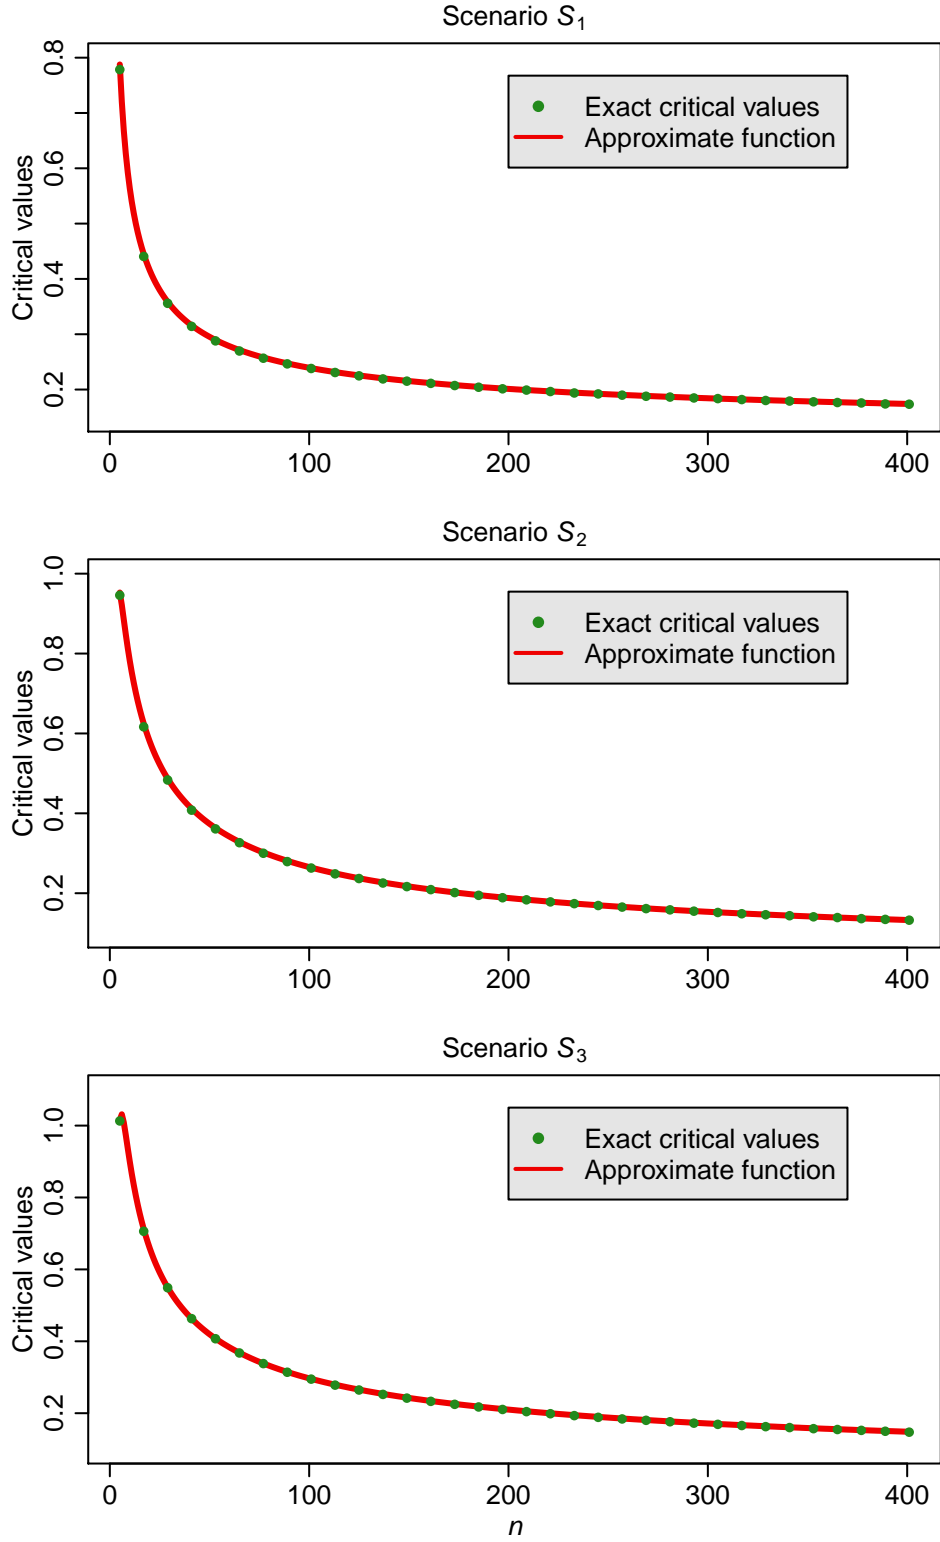 Scenario S1
Critical values
0.8
0.6
0.4
0.2
Exact critical values
Approximate function
0 100 200 300 400
Scenario S2
Critical values
1.0
0.8
0.6
0.4
0.2
Exact critical values
Approximate function
0 100 200 300 400
Scenario S3
Critical values
1.0
0.8
0.6
0.4
0.2
Exact critical values
Approximate function
0 100 200 300 400
n